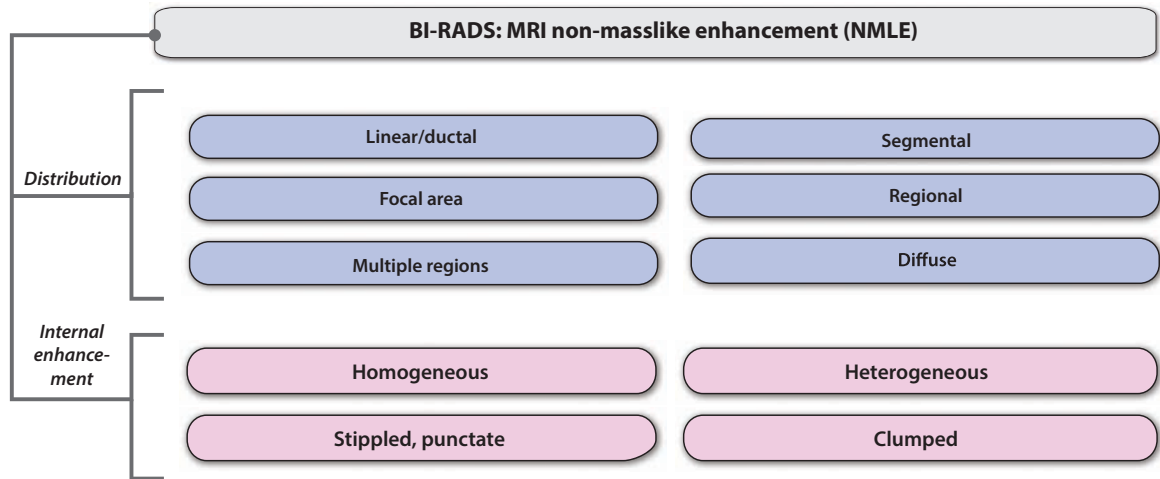 BI-RADS: MRI non-masslike enhancement (NMLE)
Distribution
Linear/ductal
Segmental
Focal area
Regional
Multiple regions
Diffuse
Internal
enhance-
ment
Homogeneous
Heterogeneous
Stippled, punctate
Clumped